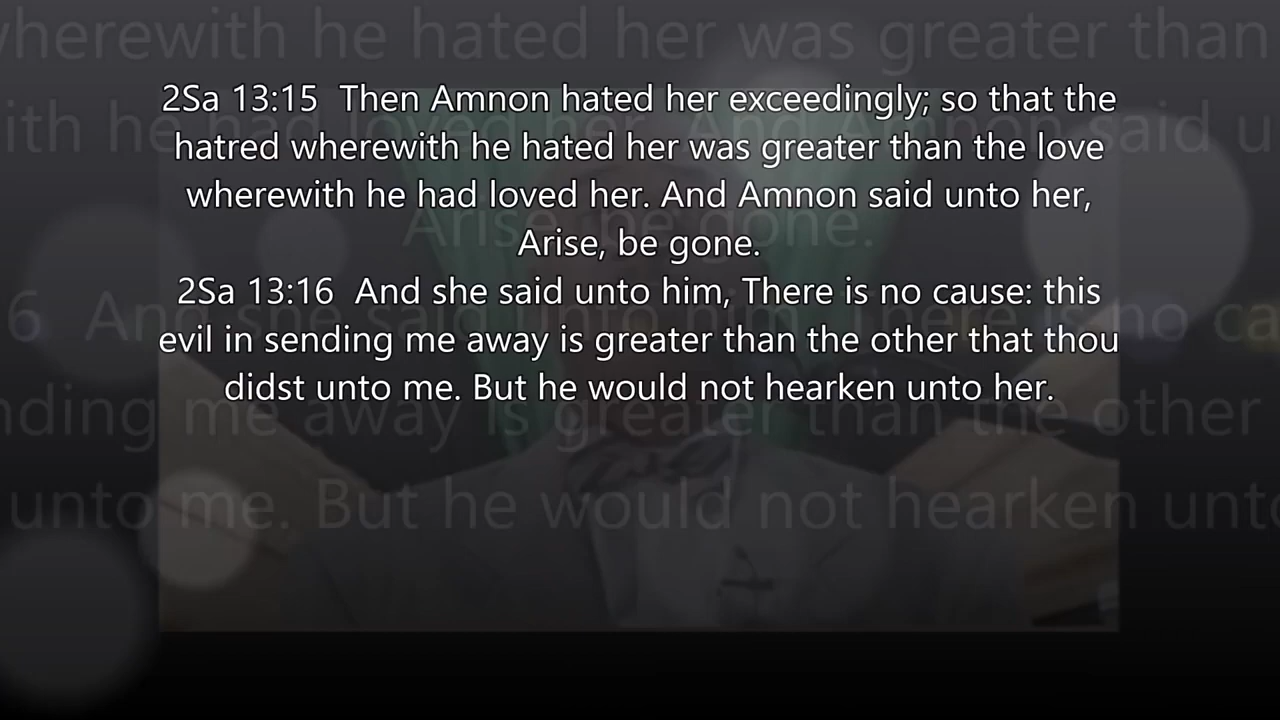 2Sa 13:15  Then Amnon hated her exceedingly; so that the
hatred wherewith he hated her was greater than the love
wherewith he had loved her. And Amnon said unto her,
Arise, be gone.
2Sa 13:16  And she said unto him, There is no cause: this
evil in sending me away is greater than the other that thou
didst unto me. But he would not hearken unto her.